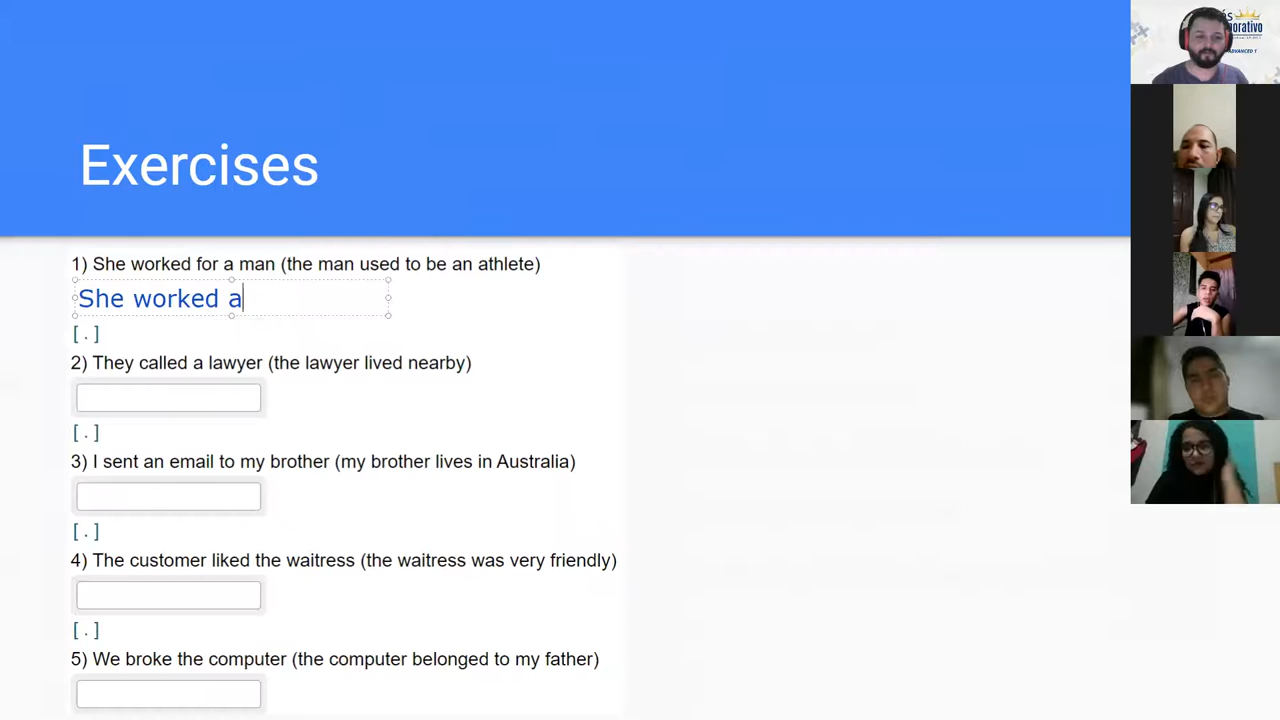 Exercises
1) She worked for a man (the man used to be an athlete)
She worked a
[ . ]
2) They called a lawyer (the lawyer lived nearby)
[ . ]
3) I sent an email to my brother (my brother lives in Australia)
[ . ]
4) The customer liked the waitress (the waitress was very friendly)
[ . ]
5) We broke the computer (the computer belonged to my father)
ADVANCED 1